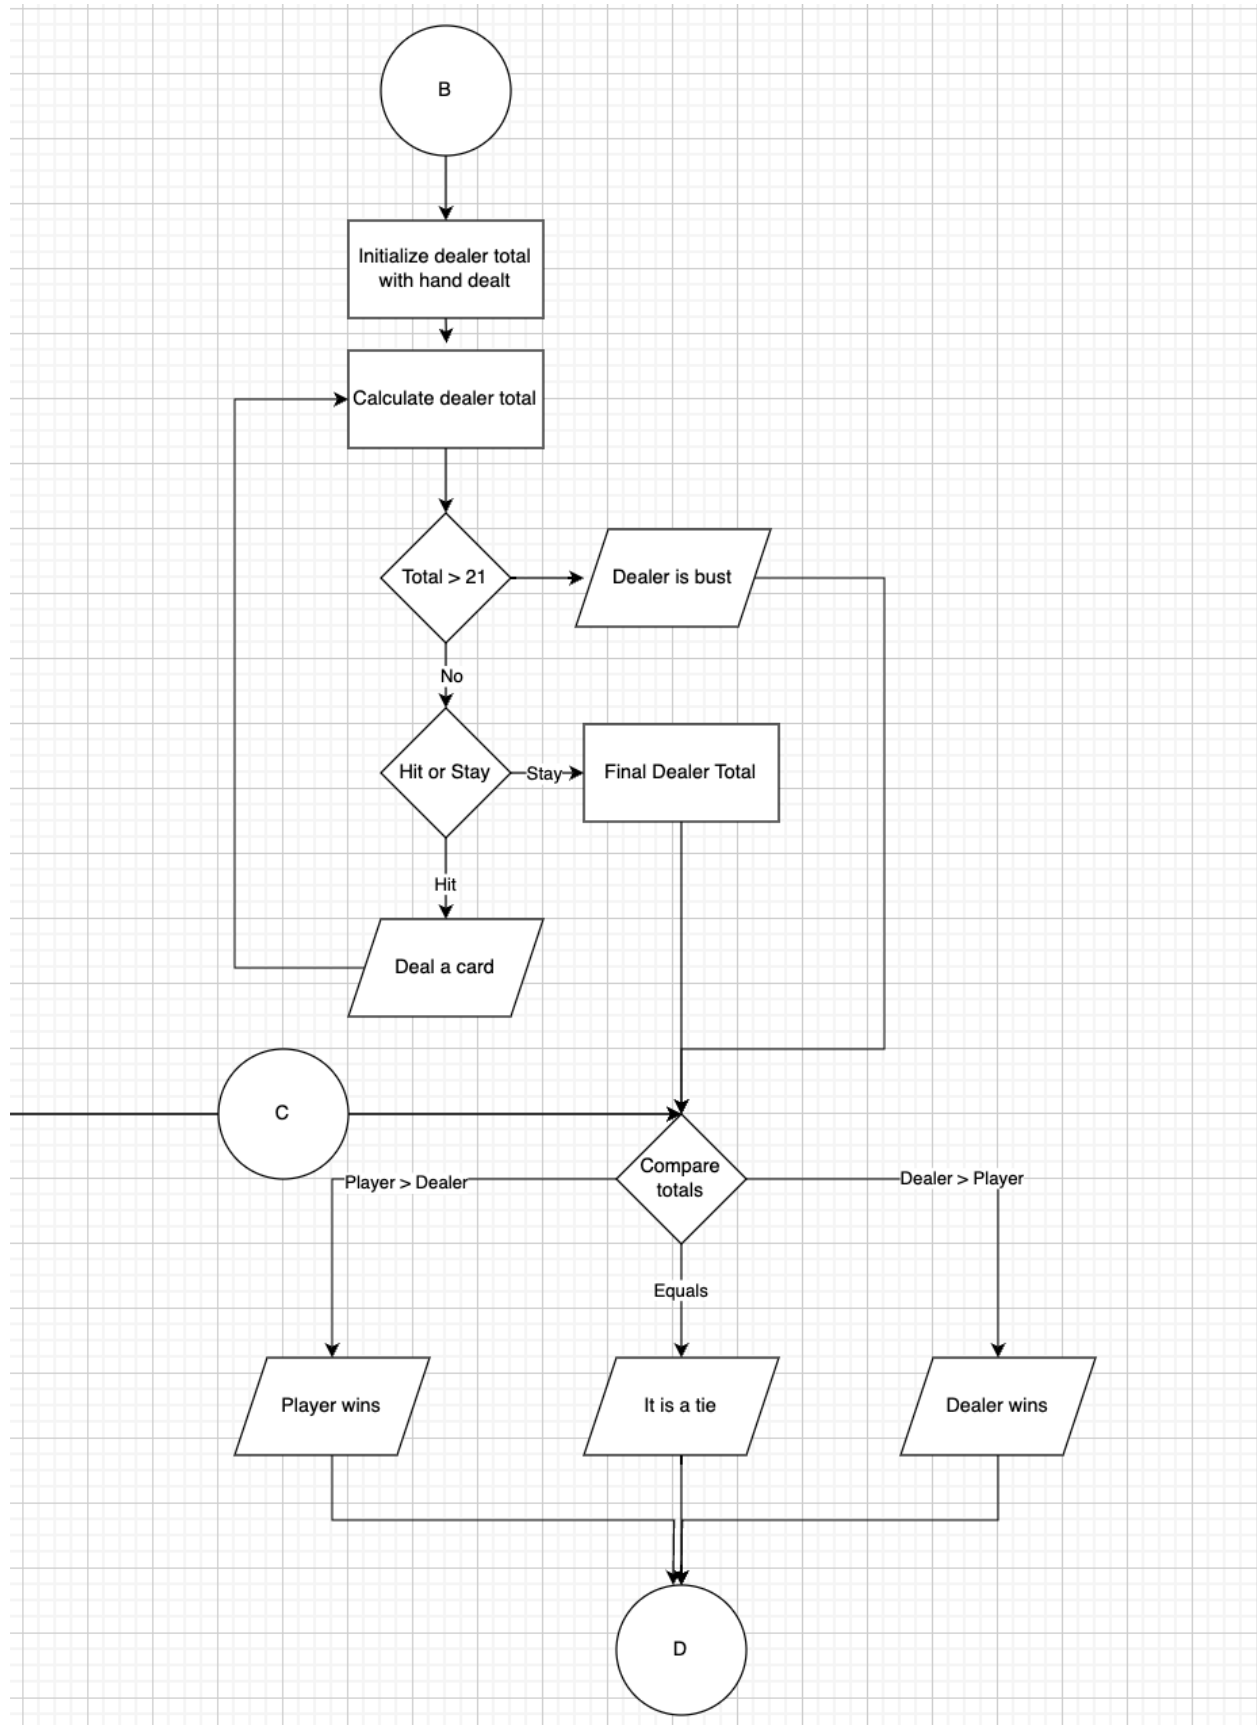 B
Initialize dealer total
with hand dealt
Calculate dealer total
Total > 21
Dealer is bust
No
Hit or Stay
Stay
Final Dealer Total
Hit
Deal a card
C
Compare
totals
Player > Dealer
Dealer > Player
Equals
Player wins
It is a tie
Dealer wins
D